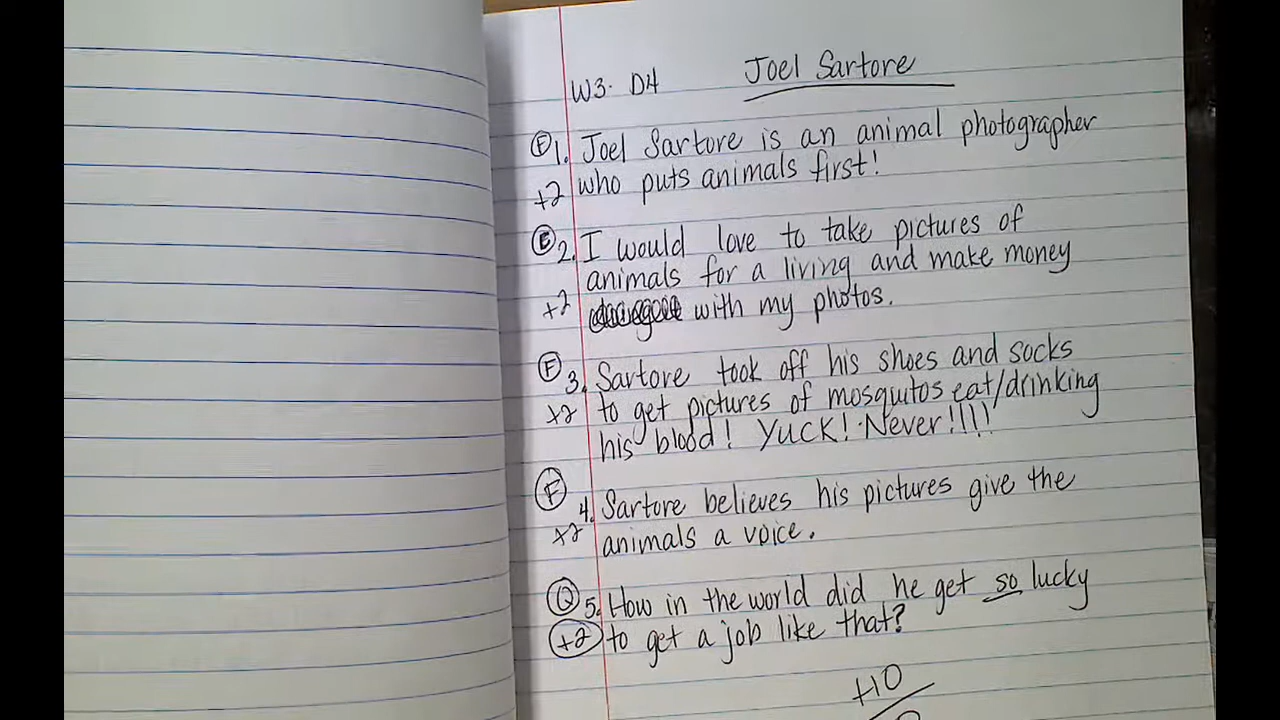 W3. D4 Joel Sartore
F 1. Joel Sartore is an animal photographer
+2 who puts animals first!
E 2. I would love to take pictures of
animals for a living and make money
+2 with my photos.
F 3. Sartore took off his shoes and socks
+2 to get pictures of mosquitos eat/drinking
his blood! YUCK! Never!!!!
F 4. Sartore believes his pictures give the
+2 animals a voice.
Q 5. How in the world did he get so lucky
+2 to get a job like that?
+10